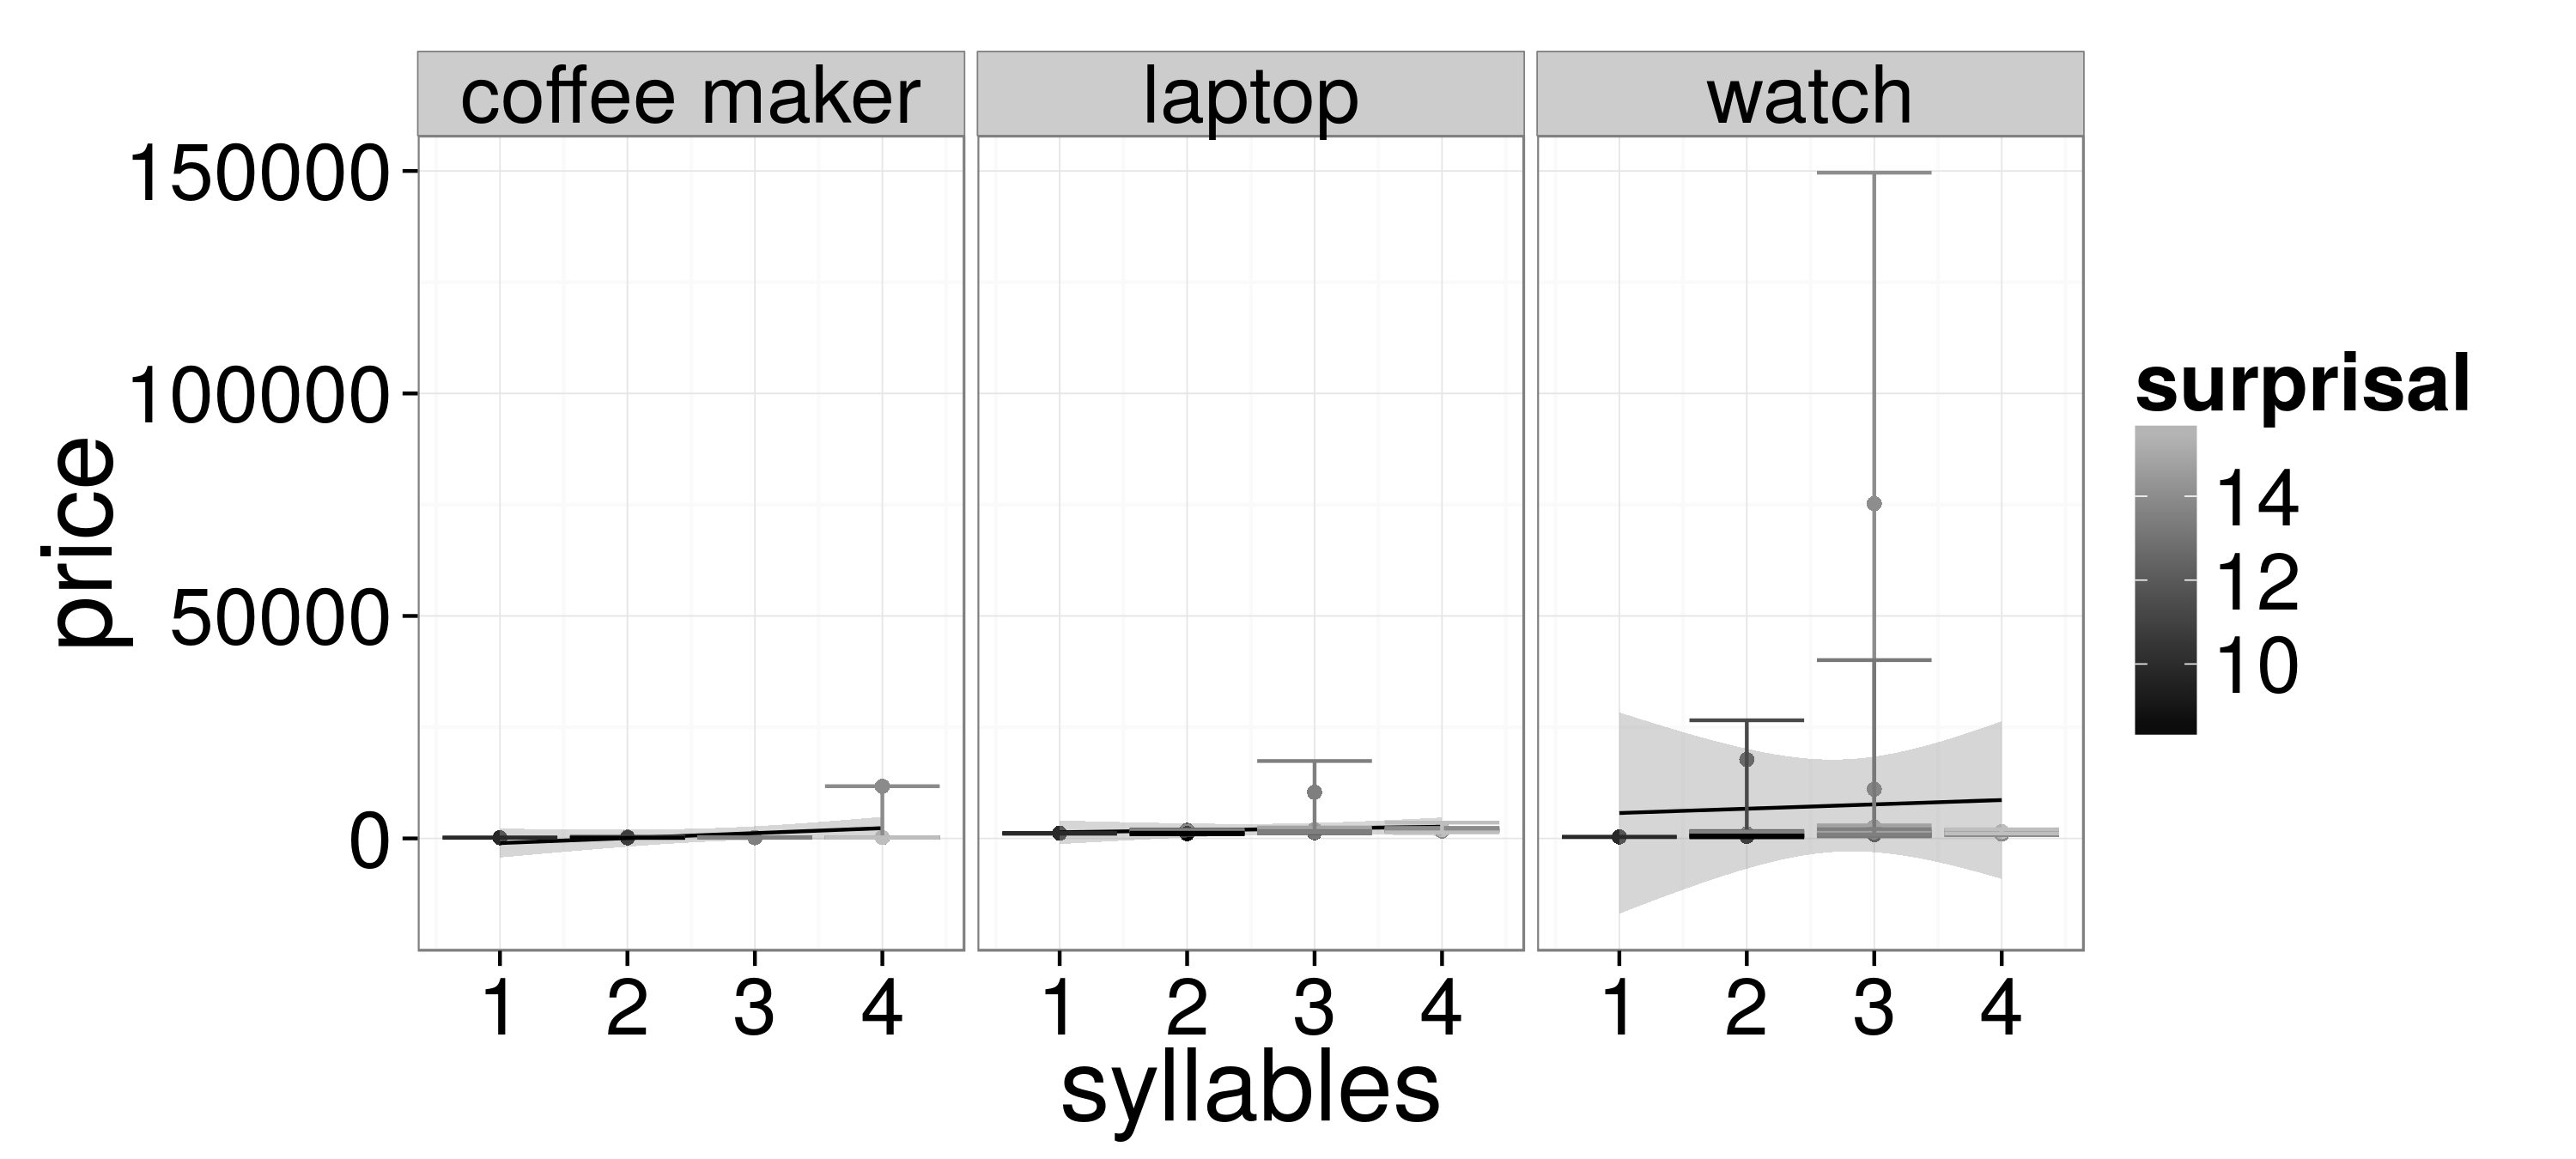 coffee maker laptop watch
150000
100000
50000
0
price
surprisal
14
12
10
1 2 3 4 1 2 3 4 1 2 3 4
syllables